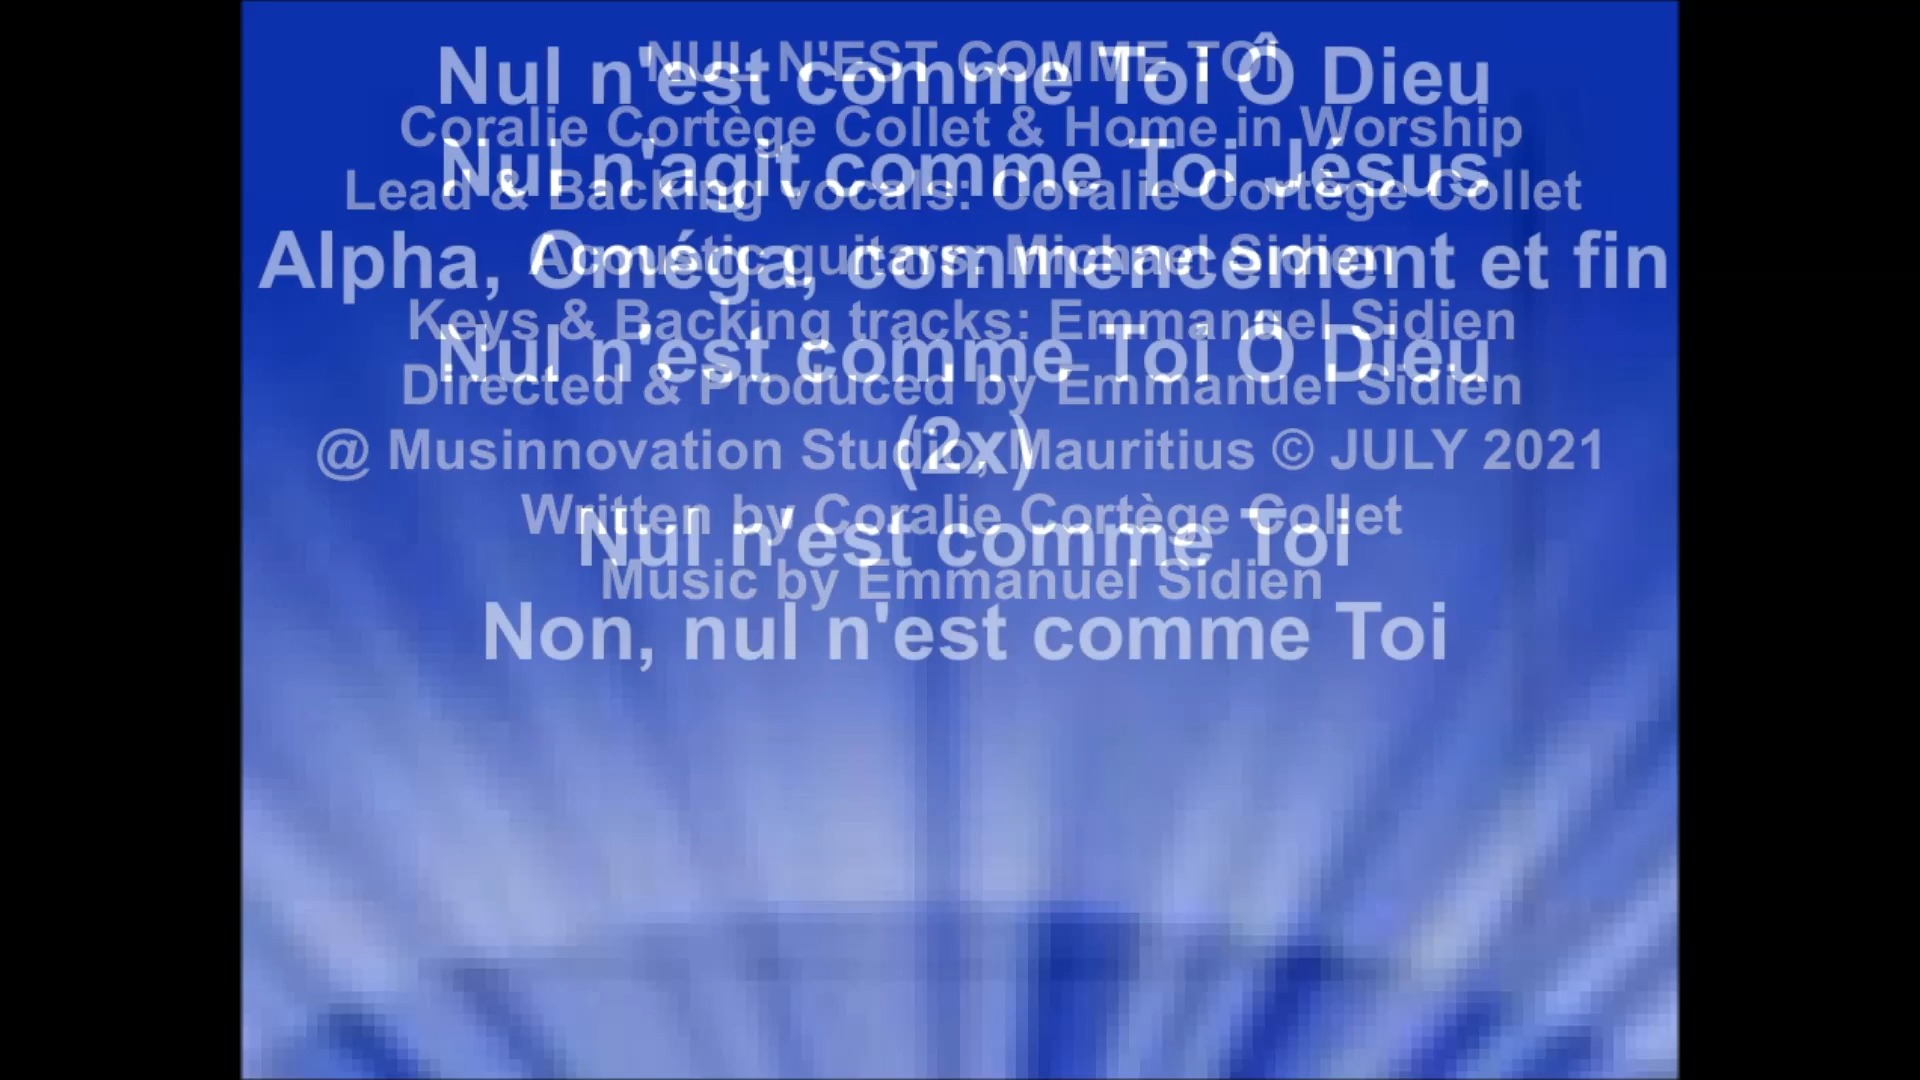 NUL N'EST COMME TOI
Coralie Cortège Collet & Home in Worship
Lead & Backing vocals: Coralie Cortège Collet
Acoustic guitars: Michael Sidien
Keys & Backing tracks: Emmanuel Sidien
Directed & Produced by Emmanuel Sidien
@ Musinnovation Studio, Mauritius © JULY 2021
Written by Coralie Cortège Collet
Music by Emmanuel Sidien
Nul n'est comme Toi Ô Dieu
Nul n'agit comme Toi Jésus
Alpha, Oméga, commencement et fin
Nul n'est comme Toi Ô Dieu
(2x)
Nul n'est comme Toi
Non, nul n'est comme Toi